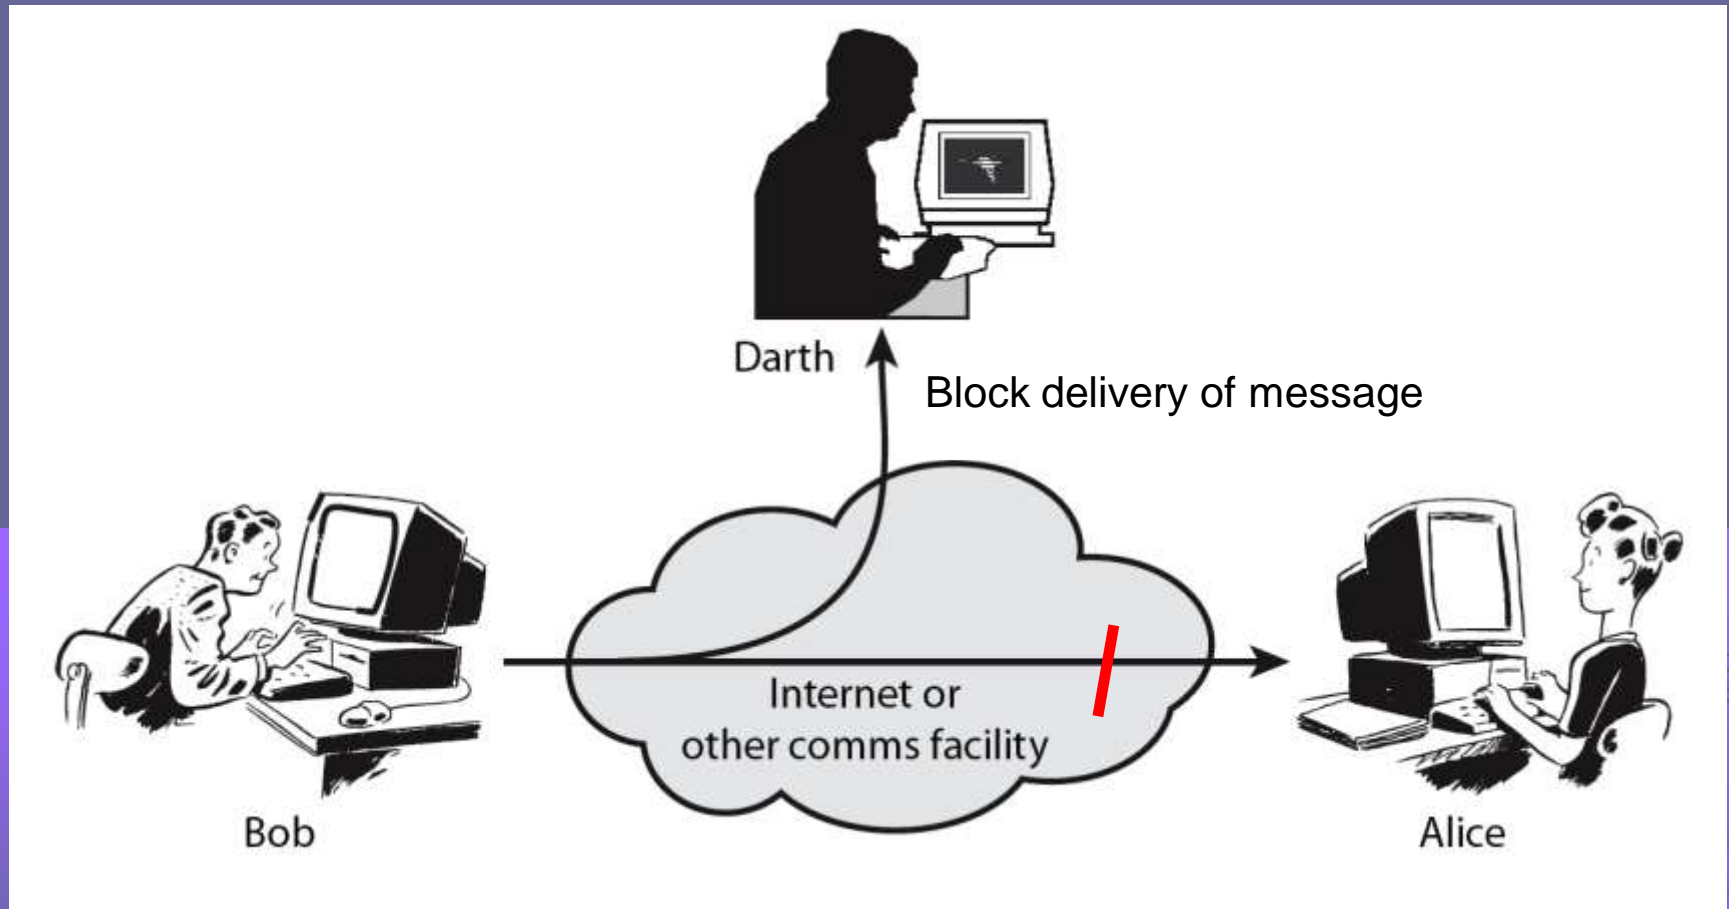 Darth
Block delivery of message
Internet or
other comms facility
Bob
Alice